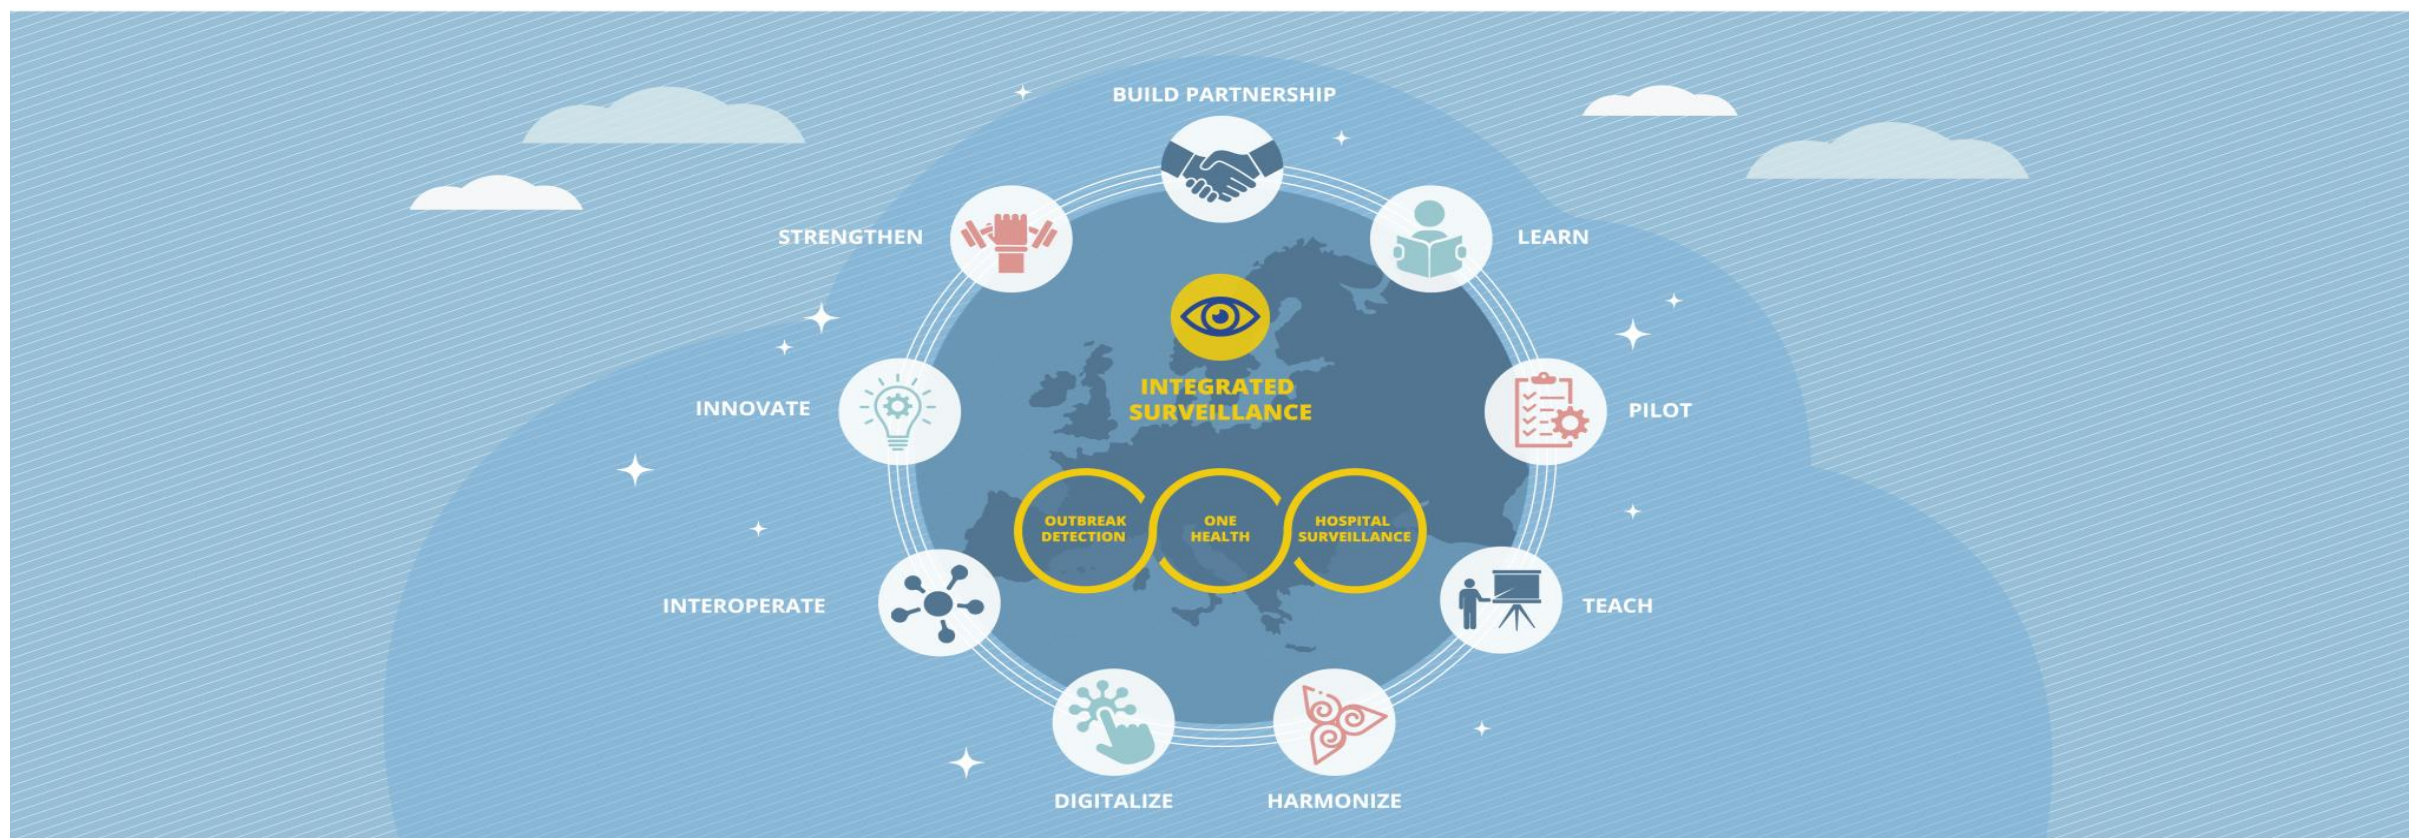 BUILD PARTNERSHIP
STRENGTHEN
LEARN
INTEGRATED
SURVEILLANCE
INNOVATE
PILOT
OUTBREAK
DETECTION
ONE
HEALTH
HOSPITAL
SURVEILLANCE
INTEROPERATE
TEACH
DIGITALIZE
HARMONIZE